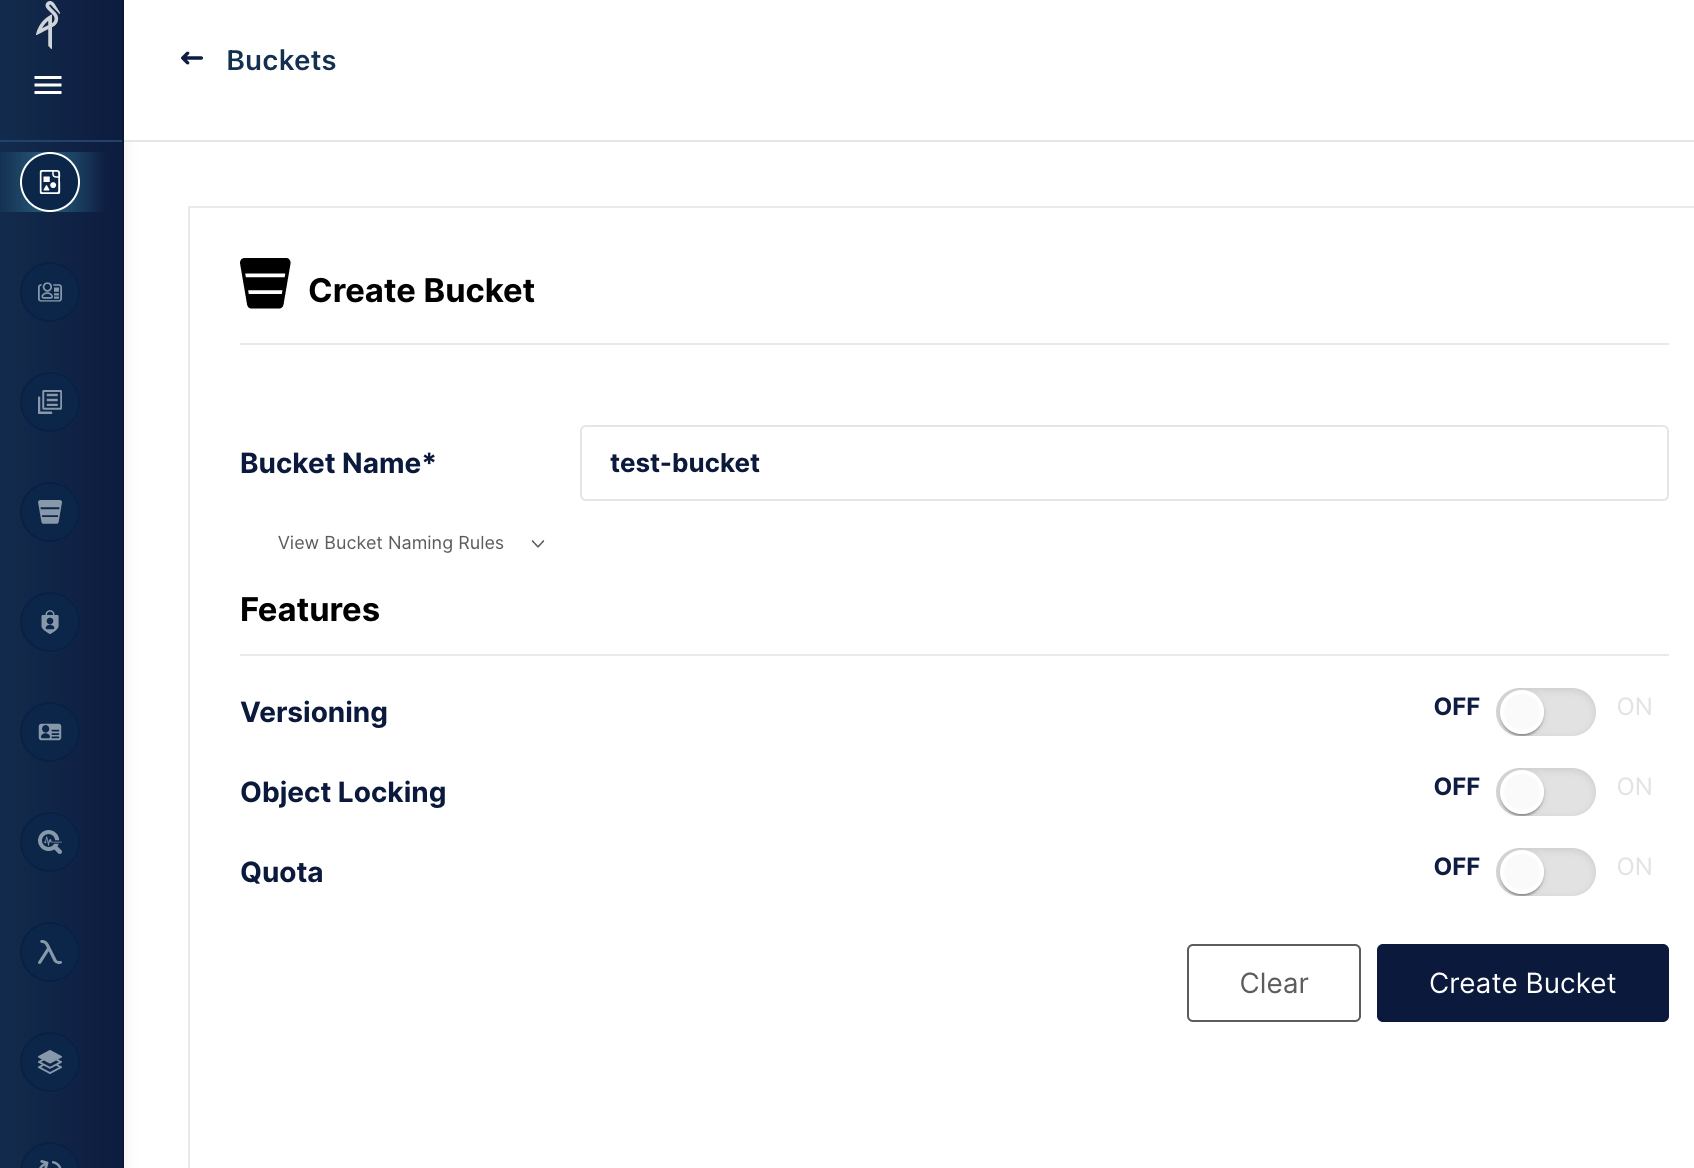 Buckets
Create Bucket
Bucket Name*
test-bucket
View Bucket Naming Rules
Features
Versioning
OFF
ON
Object Locking
OFF
ON
Quota
OFF
ON
Clear
Create Bucket